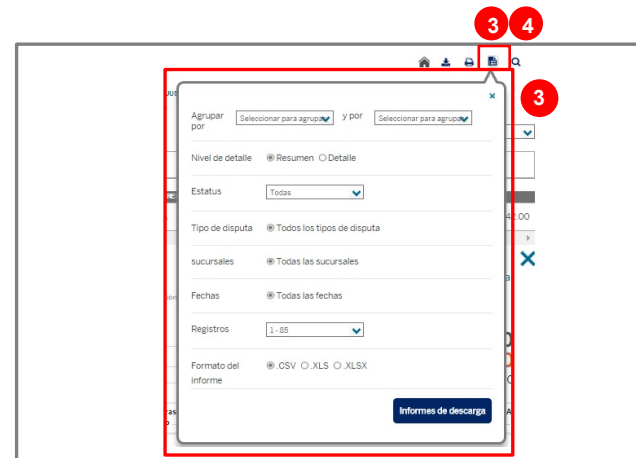 3 4
3
×
Agrupar por Seleccionar para agrupar y por Seleccionar para agrupar
Nivel de detalle Resumen Detalle
Estatus Todas
42.00
Tipo de disputa Todos los tipos de disputa
sucursales Todas las sucursales
Fechas Todas las fechas
Registros 1-85
Formato del informe .CSV .XLS .XLSX
Informes de descarga